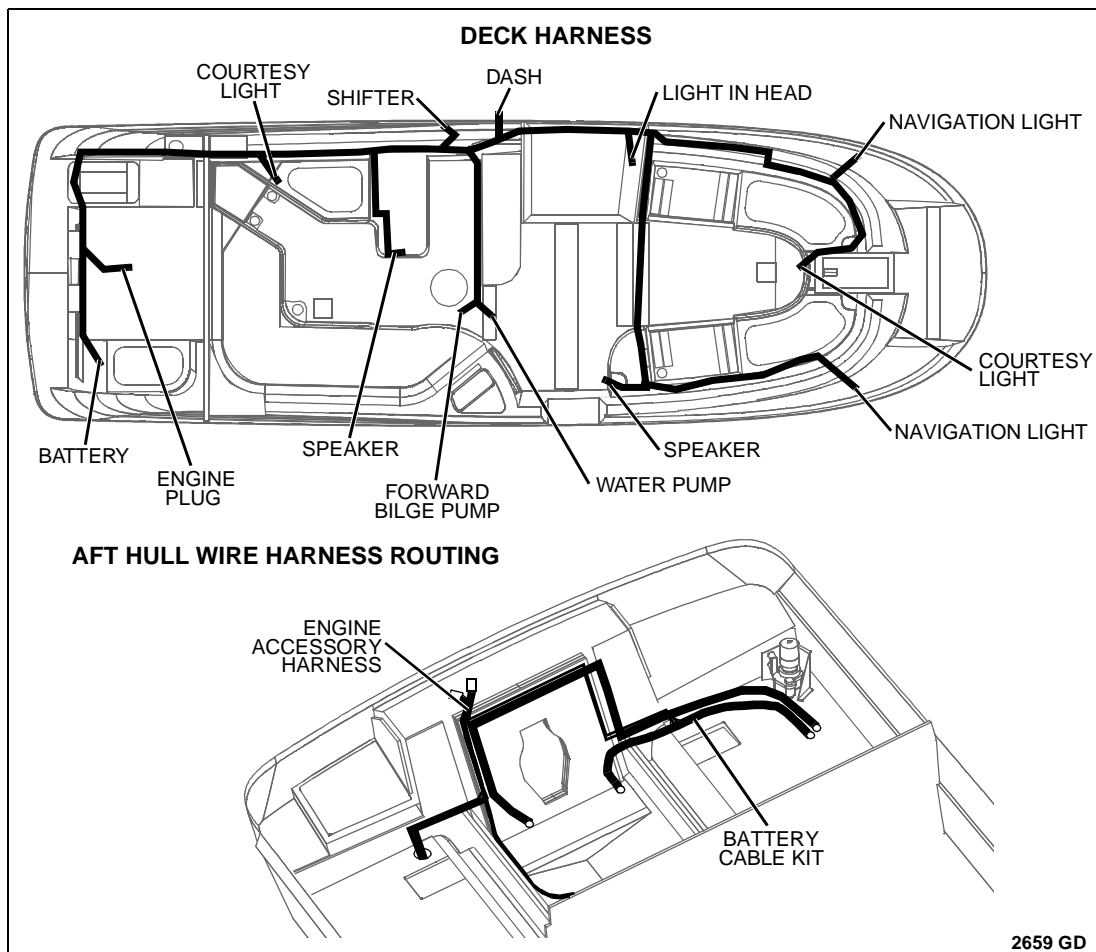 DECK HARNESS
COURTESY
LIGHT
SHIFTER
DASH
LIGHT IN HEAD
NAVIGATION LIGHT
COURTESY
LIGHT
NAVIGATION LIGHT
BATTERY
ENGINE
PLUG
SPEAKER
FORWARD
BILGE PUMP
WATER PUMP
SPEAKER
AFT HULL WIRE HARNESS ROUTING
ENGINE
ACCESSORY
HARNESS
BATTERY
CABLE KIT
2659 GD